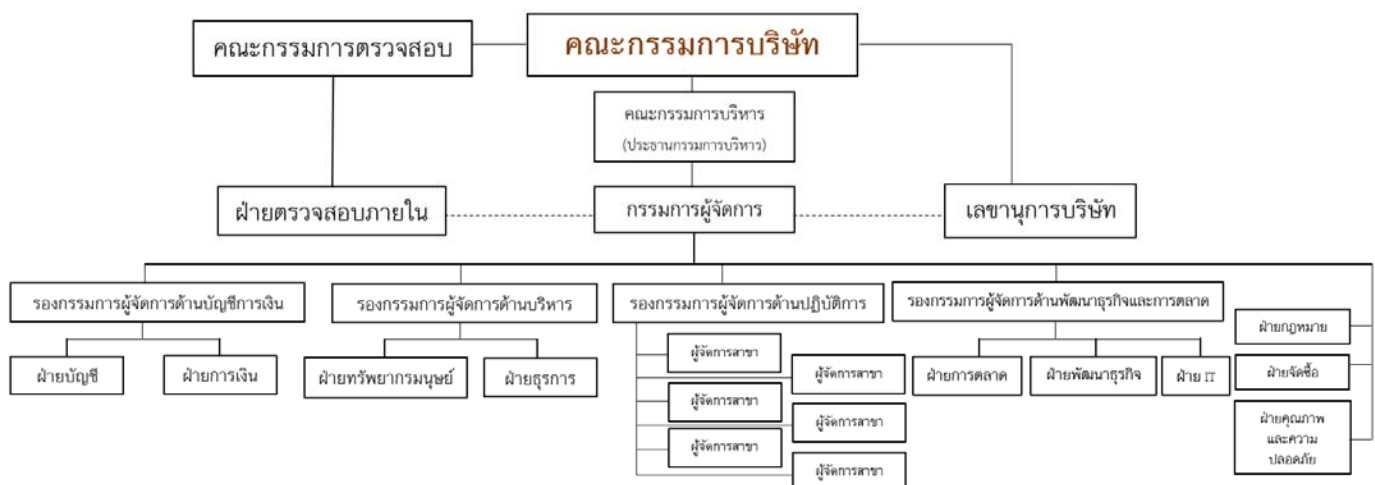 คณะกรรมการตรวจสอบ
คณะกรรมการบริษัท
คณะกรรมการบริหาร
(ประธานกรรมการบริหาร)
ฝ่ายตรวจสอบภายใน
กรรมการผู้จัดการ
เลขานุการบริษัท
รองกรรมการผู้จัดการด้านบัญชีการเงิน
รองกรรมการผู้จัดการด้านบริหาร
รองกรรมการผู้จัดการด้านปฏิบัติการ
รองกรรมการผู้จัดการด้านพัฒนาธุรกิจและการตลาด
ฝ่ายบัญชี
ฝ่ายการเงิน
ฝ่ายทรัพยากรมนุษย์
ฝ่ายธุรการ
ผู้จัดการสาขา
ผู้จัดการสาขา
ผู้จัดการสาขา
ผู้จัดการสาขา
ผู้จัดการสาขา
ผู้จัดการสาขา
ฝ่ายการตลาด
ฝ่ายพัฒนาธุรกิจ
ฝ่าย IT
ฝ่ายกฎหมาย
ฝ่ายจัดซื้อ
ฝ่ายคุณภาพ
และความ
ปลอดภัย